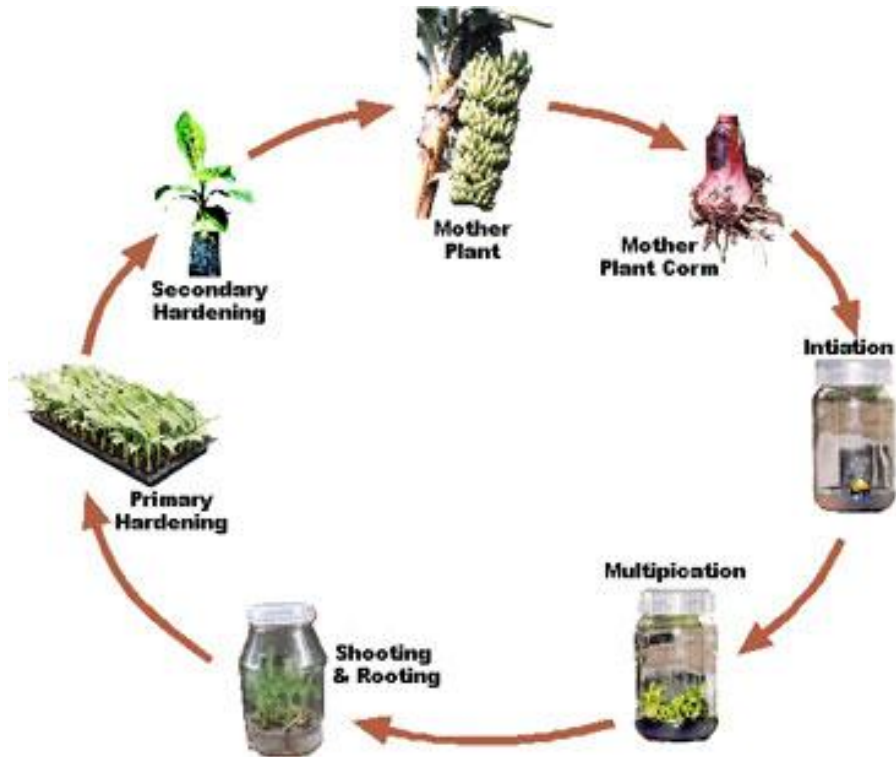 Mother
Plant
Mother
Plant Corm
Intiation
Multipication
Shooting
& Rooting
Primary
Hardening
Secondary
Hardening